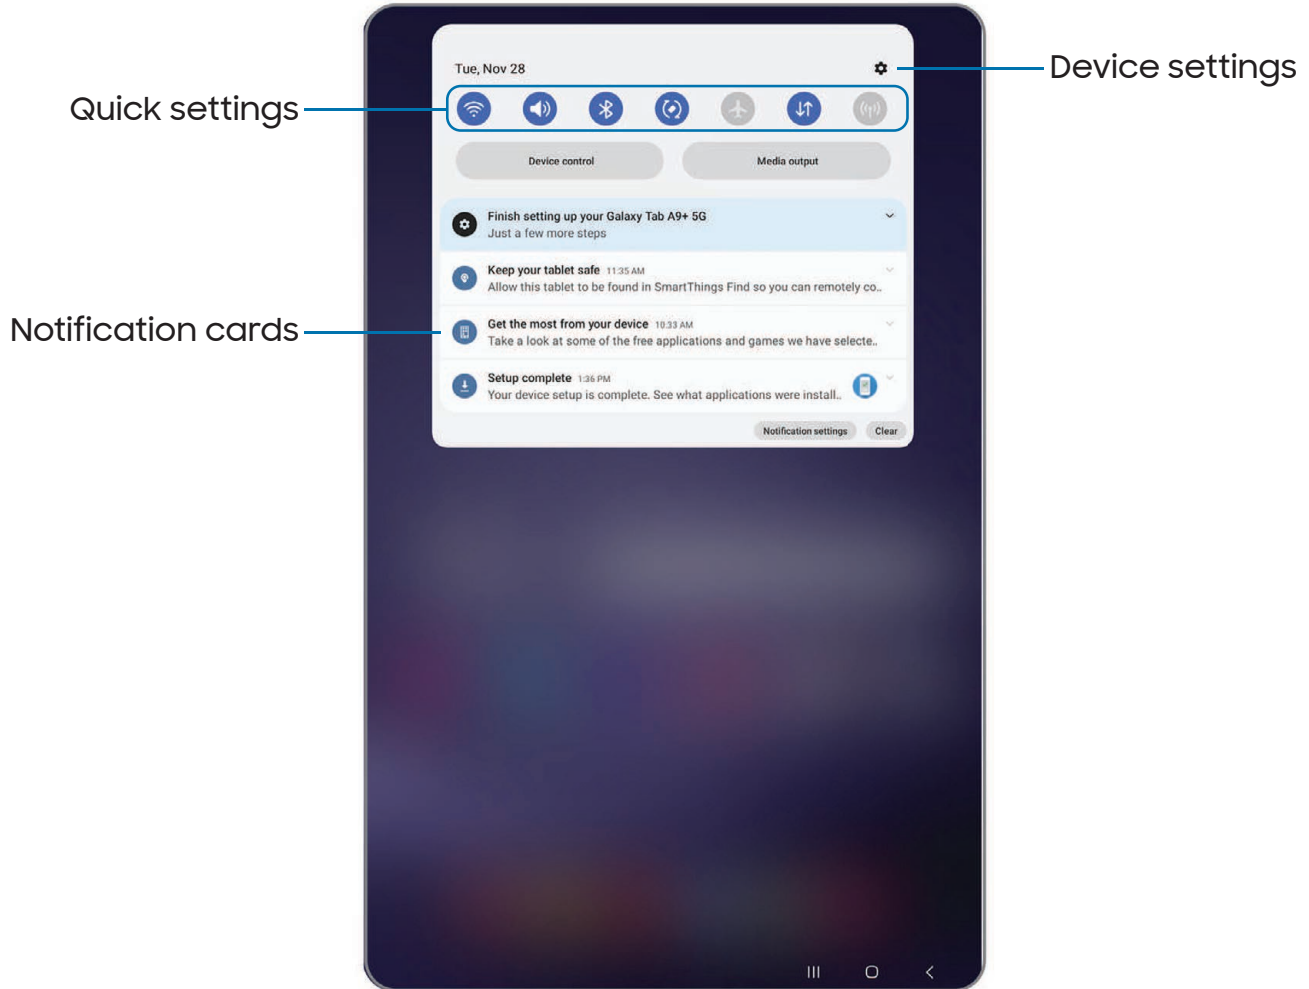 Tue, Nov 28
Device settings
Quick settings
Device control
Media output
Finish setting up your Galaxy Tab A9+ 5G
Just a few more steps
Keep your tablet safe 11:35 AM
Allow this tablet to be found in SmartThings Find so you can remotely co..
Notification cards
Get the most from your device 10:33 AM
Take a look at some of the free applications and games we have selecte..
Setup complete 1:36 PM
Your device setup is complete. See what applications were install..
Notification settings
Clear